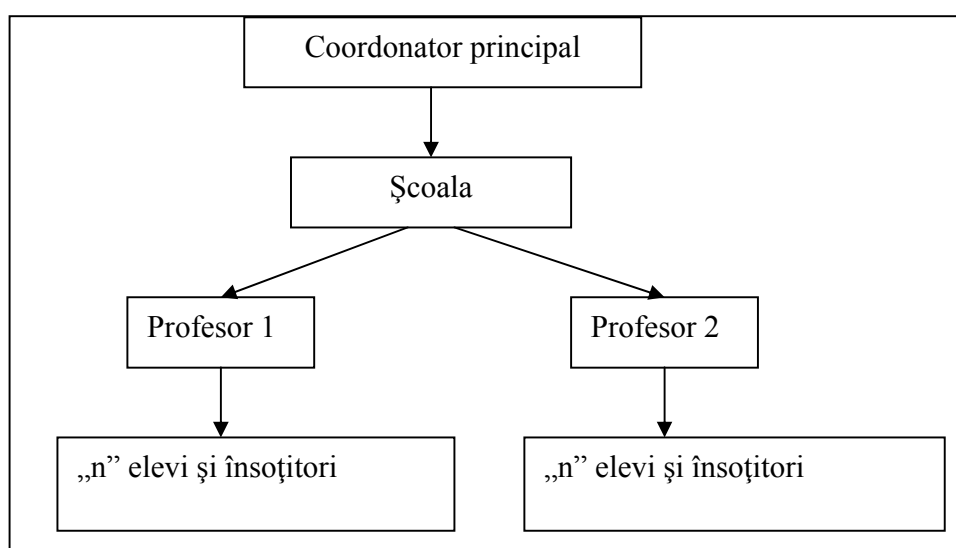 Coordonator principal
Şcoala
Profesor 1
Profesor 2
„n” elevi şi însoţitori
„n” elevi şi însoţitori